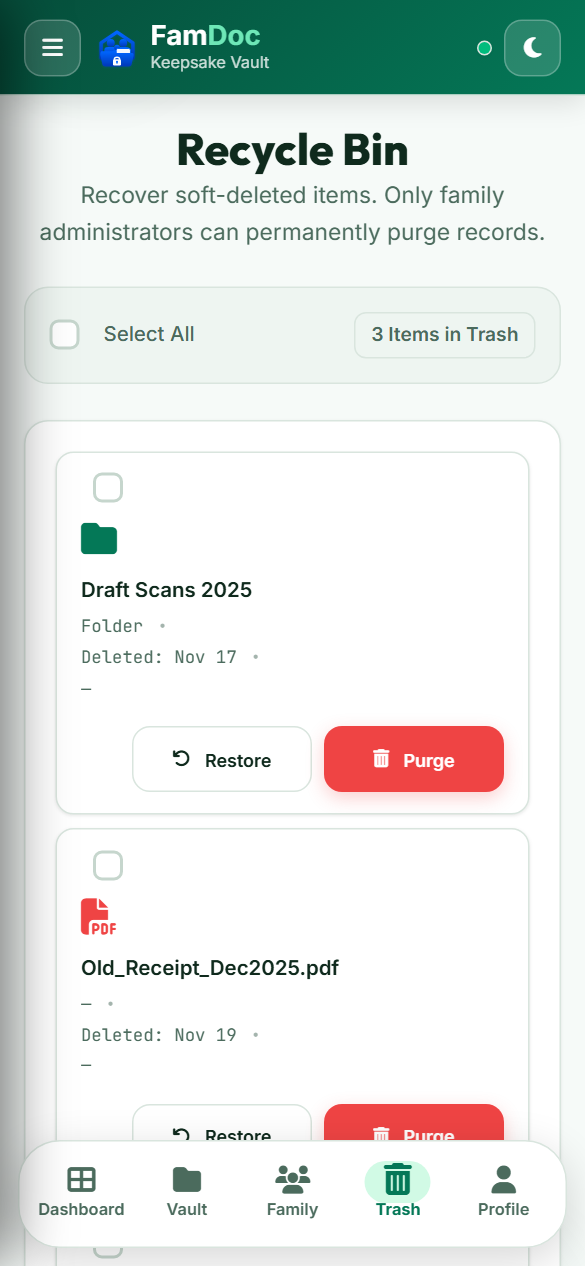 FamDoc
Keepsake Vault
Recycle Bin
Recover soft-deleted items. Only family
administrators can permanently purge records.
Select All
3 Items in Trash
Draft Scans 2025
Folder •
Deleted: Nov 17 •
—
Restore
Purge
PDF
Old_Receipt_Dec2025.pdf
— •
Deleted: Nov 19 •
—
Restore
Purge
Dashboard
Vault
Family
Trash
Profile